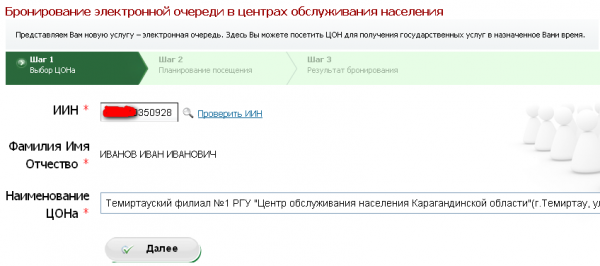 Бронирование электронной очереди в центрах обслуживания населения
Представляем Вам новую услугу – электронная очередь. Здесь Вы можете посетить ЦОН для получения государственных услуг в назначенное Вами время.
Шаг 1
Выбор ЦОНа
Шаг 2
Планирование посещения
Шаг 3
Результат бронирования
ИИН * 350928 Проверить ИИН
Фамилия Имя
Отчество * ИВАНОВ ИВАН ИВАНОВИЧ
Наименование
ЦОНа * Темиртауский филиал №1 РГУ "Центр обслуживания населения Карагандинской области"(г.Темиртау, ул
Далее